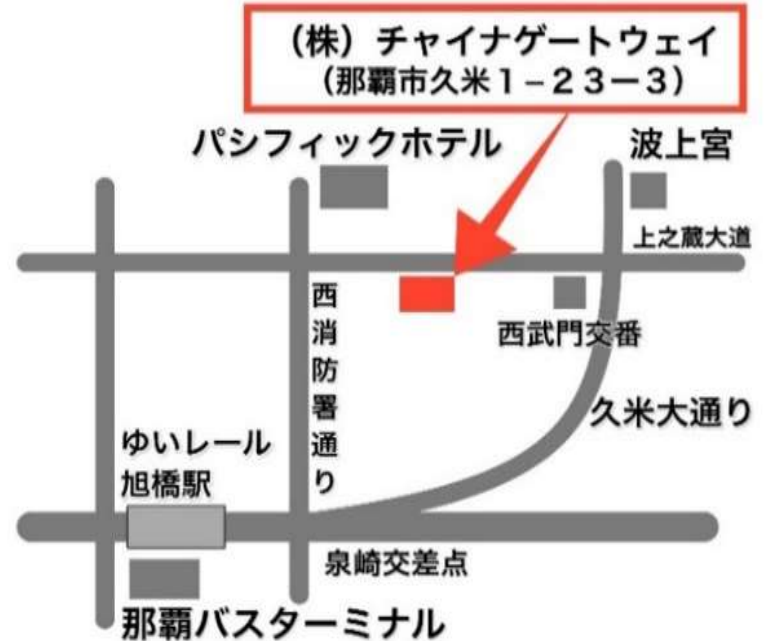 （株）チャイナゲートウェイ
（那覇市久米１−２３ー３）
パシフィックホテル
波上宮
上之蔵大道
西消防署通り
西武門交番
久米大通り
ゆいレール
旭橋駅
泉崎交差点
那覇バスターミナル